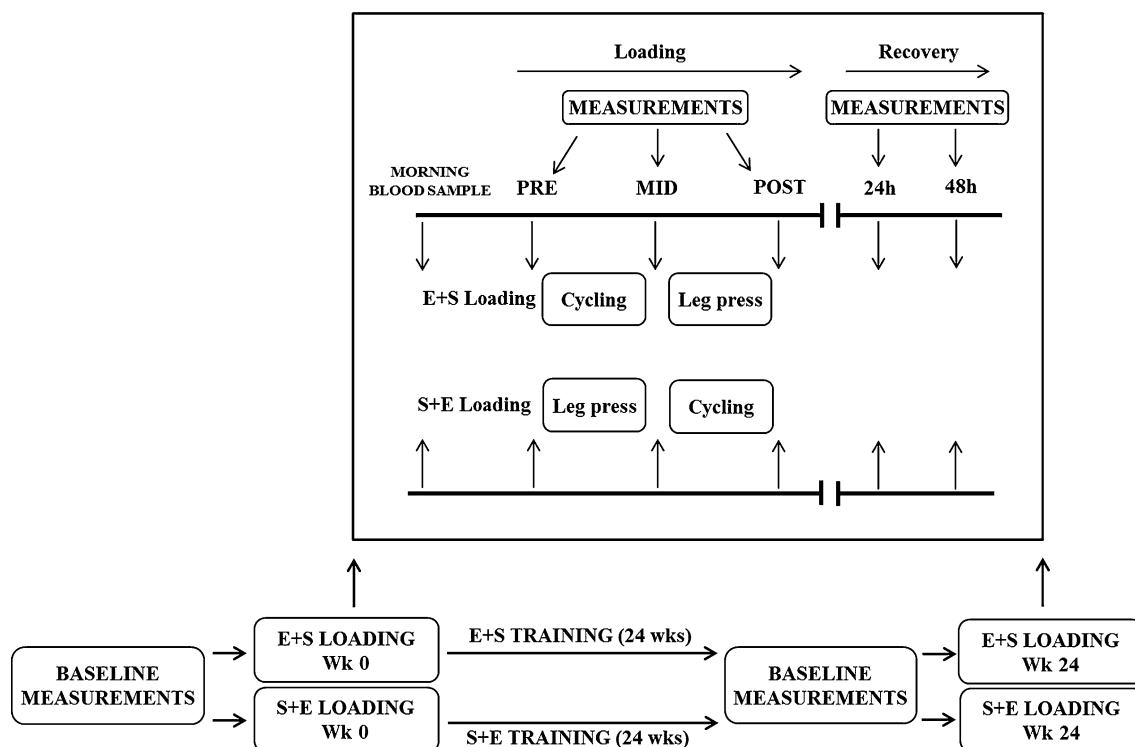 Loading
Recovery
MEASUREMENTS
MEASUREMENTS
MORNING
BLOOD SAMPLE
PRE
MID
POST
24h
48h
E+S Loading
Cycling
Leg press
S+E Loading
Leg press
Cycling
BASELINE
MEASUREMENTS
E+S LOADING
Wk 0
S+E LOADING
Wk 0
E+S TRAINING (24 wks)
S+E TRAINING (24 wks)
BASELINE
MEASUREMENTS
E+S LOADING
Wk 24
S+E LOADING
Wk 24